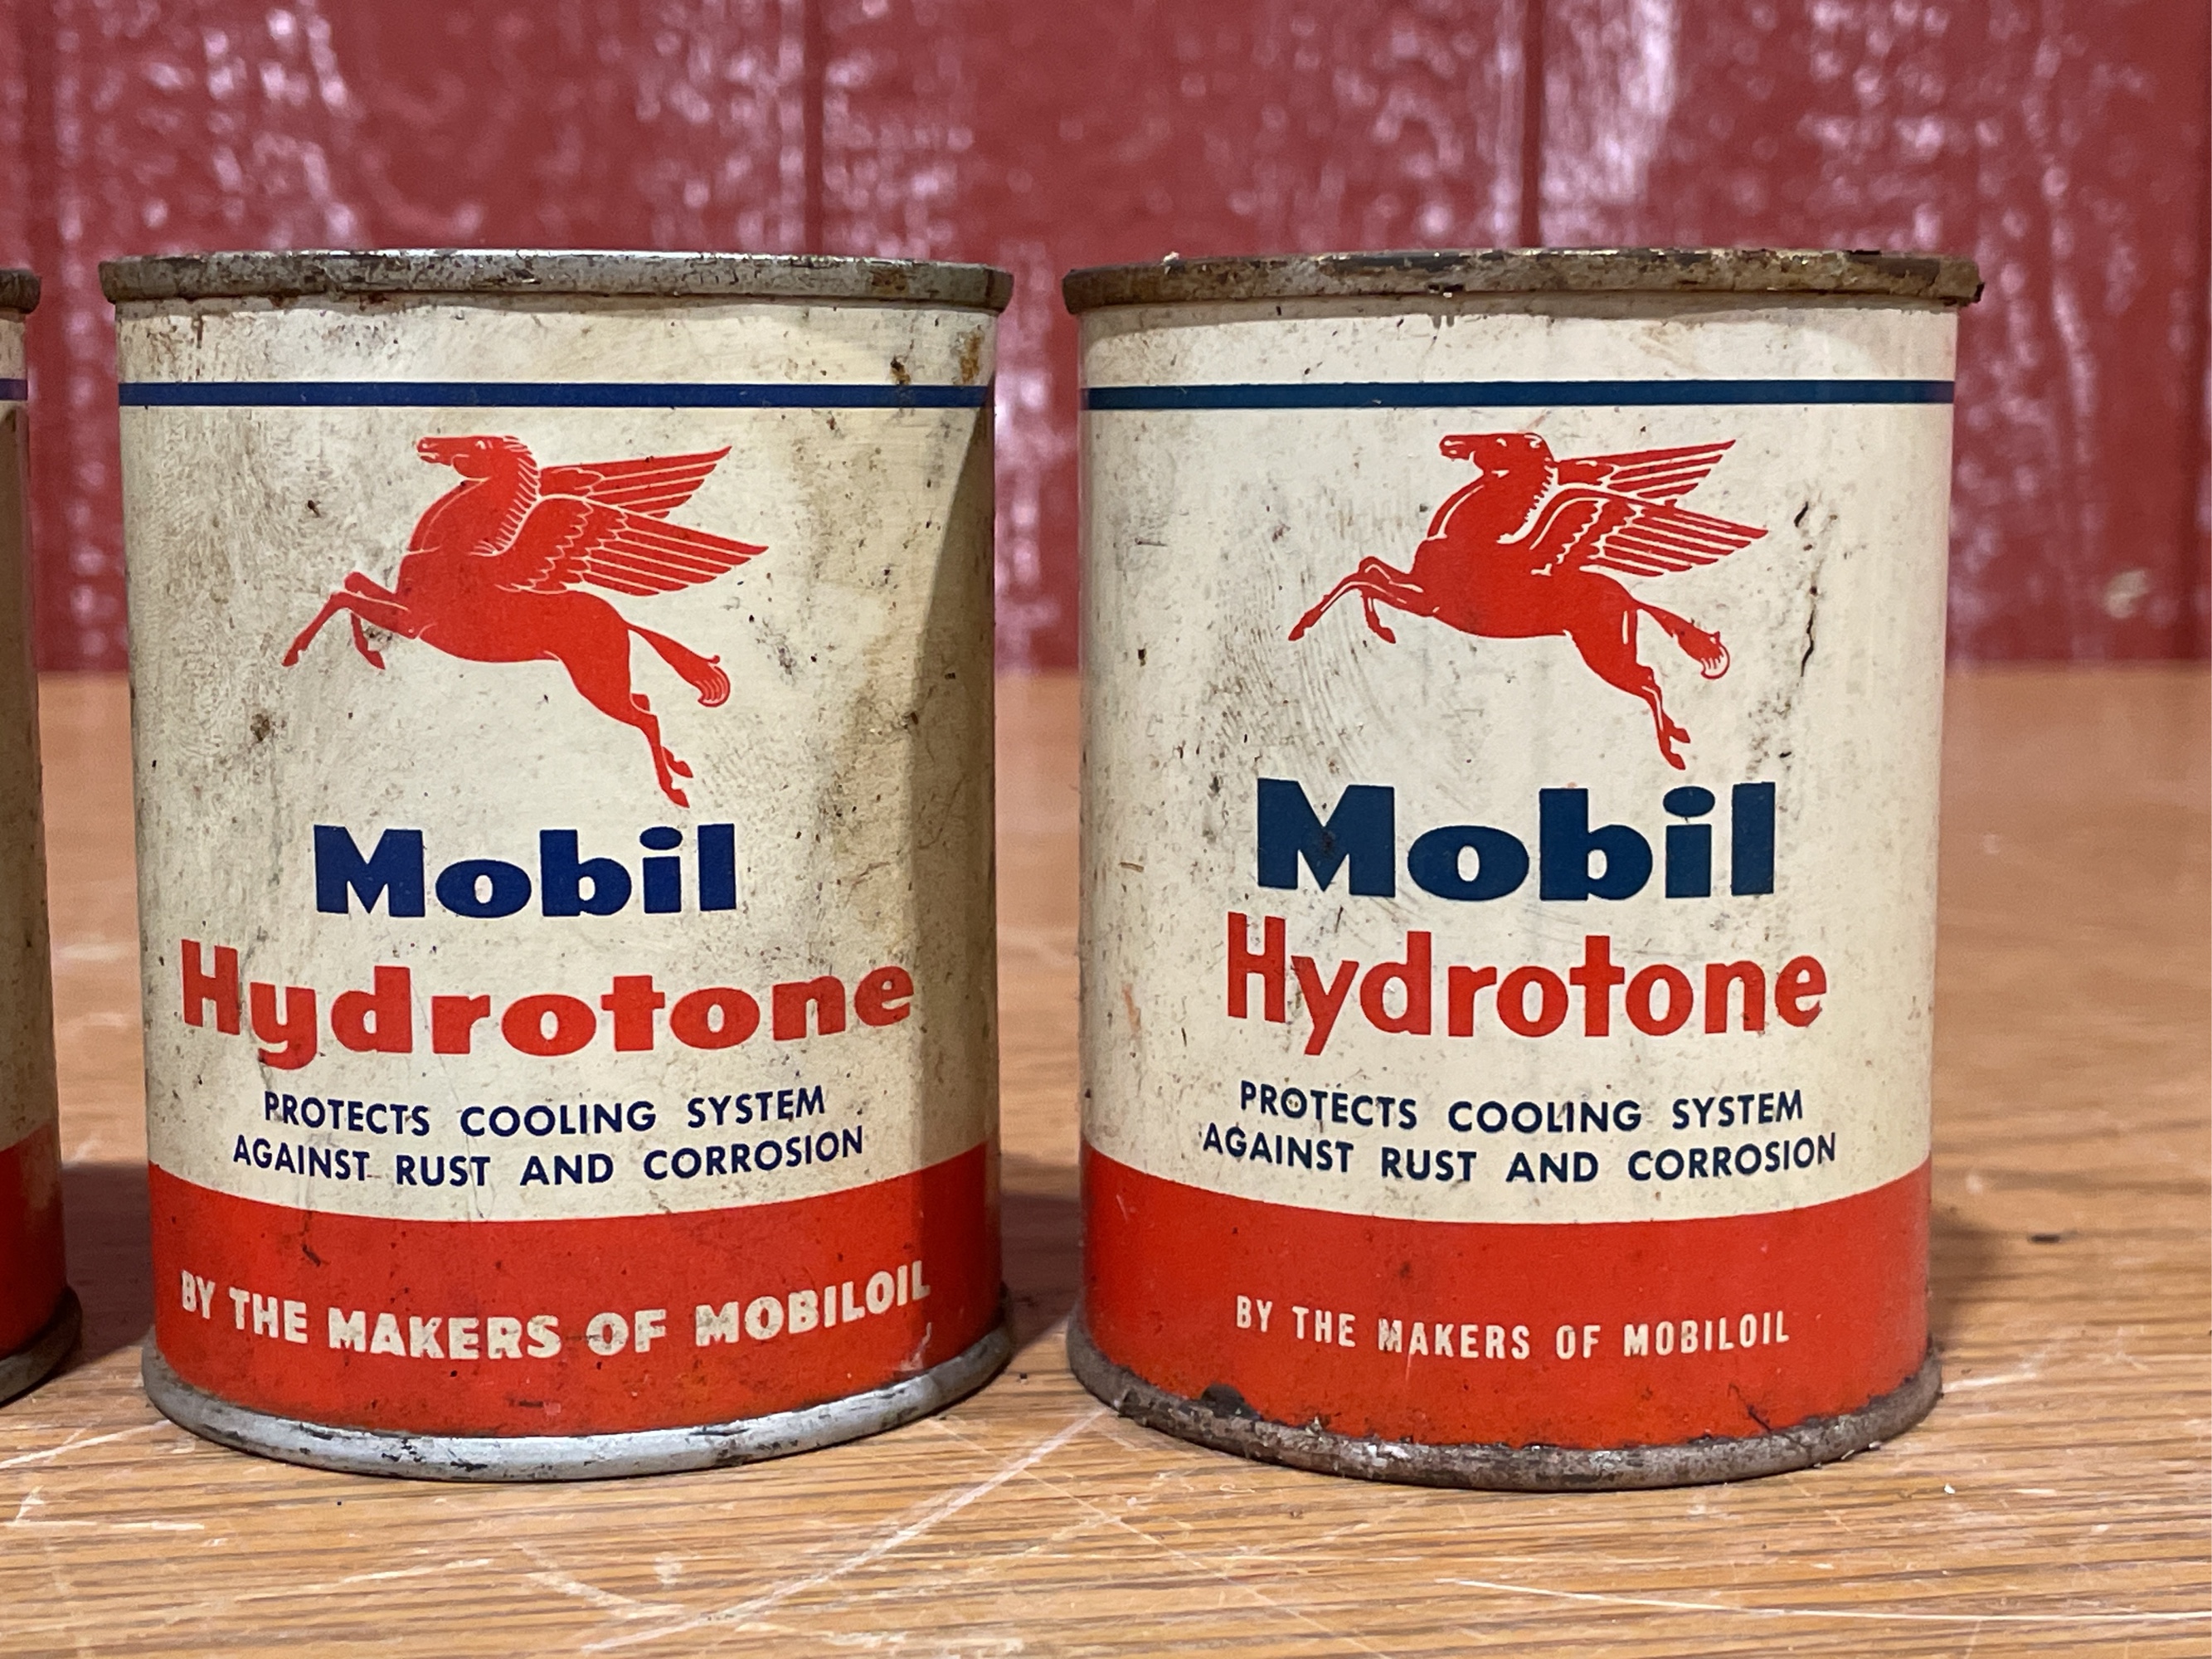 Mobil
Hydrotone
PROTECTS COOLING SYSTEM
AGAINST RUST AND CORROSION
BY THE MAKERS OF MOBILOIL
Mobil
Hydrotone
PROTECTS COOLING SYSTEM
AGAINST RUST AND CORROSION
BY THE MAKERS OF MOBILOIL